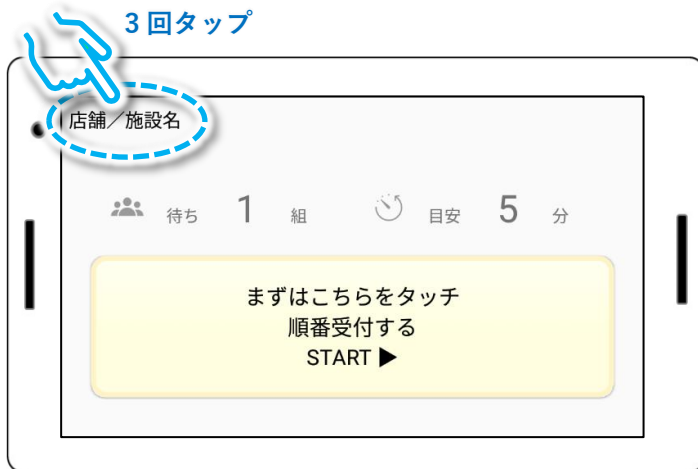 3回タップ
店舗／施設名
待ち 1 組 目安 5 分
まずはこちらをタッチ
順番受付する
START ▶